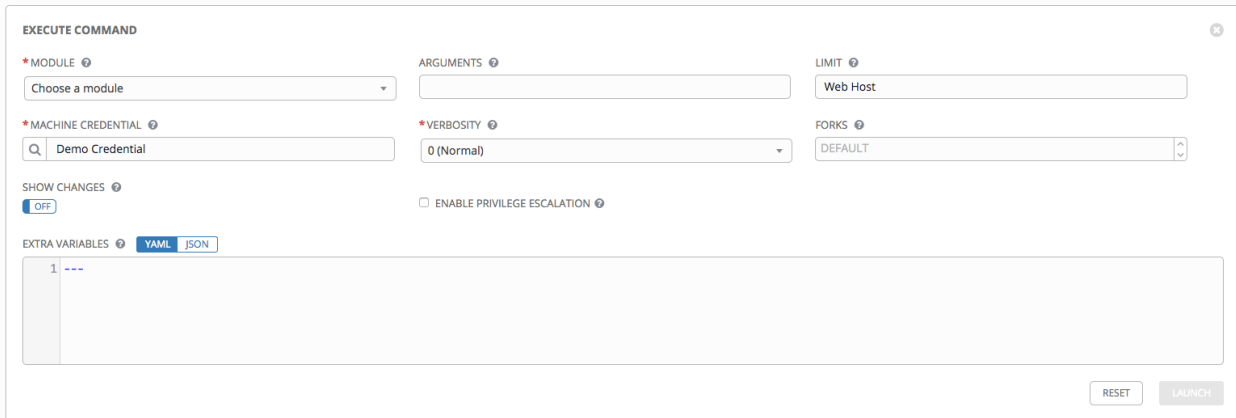 EXECUTE COMMAND
* MODULE
ARGUMENTS
LIMIT
Choose a module
Web Host
* MACHINE CREDENTIAL
* VERBOSITY
FORKS
Demo Credential
0 (Normal)
DEFAULT
SHOW CHANGES
OFF
ENABLE PRIVILEGE ESCALATION
EXTRA VARIABLES YAML JSON
1 ---
RESET LAUNCH